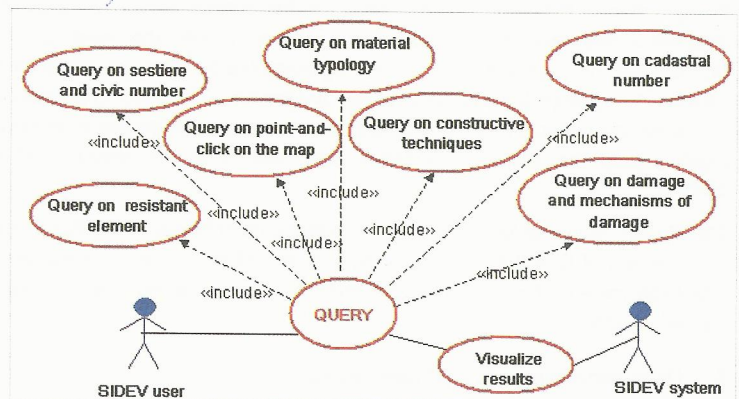 Query on material
typology
Query on sestiere
and civic number
Query on cadastral
number
Query on point-and-
click on the map
Query on constructive
techniques
«include»
«include»
Query on resistant
element
«include»
Query on damage
and mechanisms of
damage
«include»
«include»
«include»
«include»
QUERY
Visualize
results
SIDEV user
SIDEV system